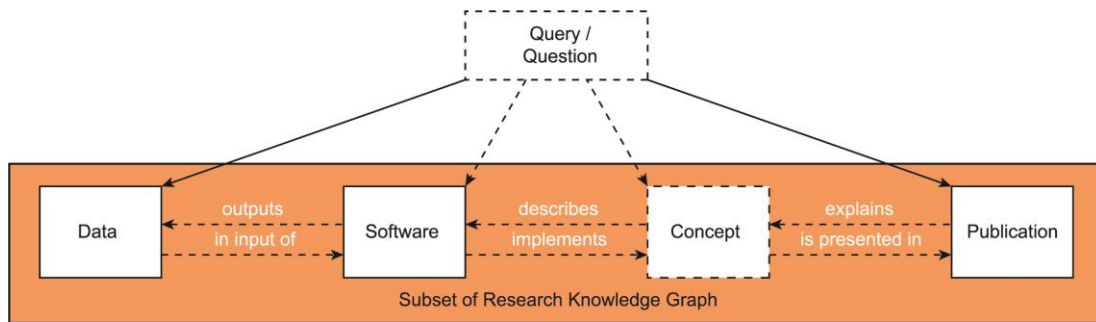 Query /
Question
outputs
describes
explains
Data
Software
Concept
Publication
in input of
implements
is presented in
Subset of Research Knowledge Graph